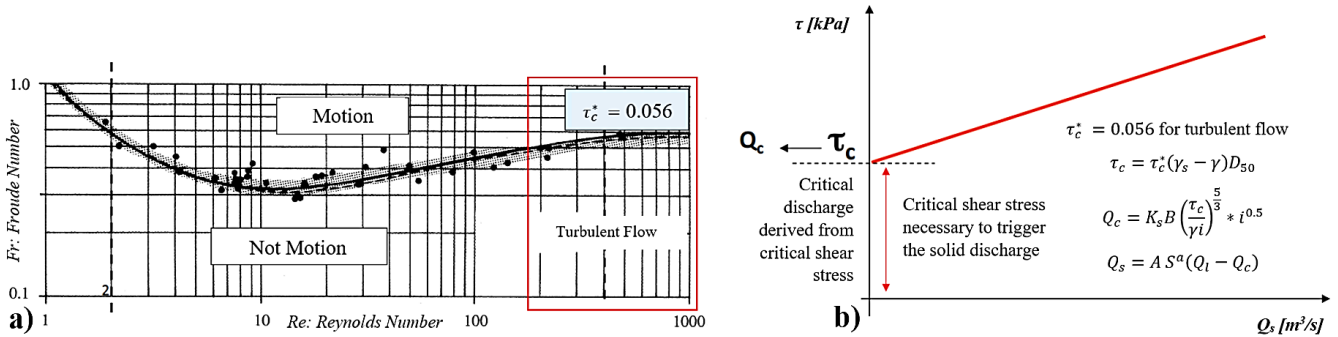 Fr: Froude Number
1.0
0.1
Motion
Not Motion
τ*c = 0.056
Turbulent Flow
2
1
10
100
1000
Re: Reynolds Number
a)
τ [kPa]
Qc
τc
Critical
discharge
derived from
critical shear
stress
Critical shear stress
necessary to trigger
the solid discharge
τ*c = 0.056 for turbulent flow
τc = τ*c(γs − γ)D50
Qc = KsB(τc/γi)^5/3 * i^0.5
Qs = A S^a(Ql − Qc)
b)
Qs [m³/s]